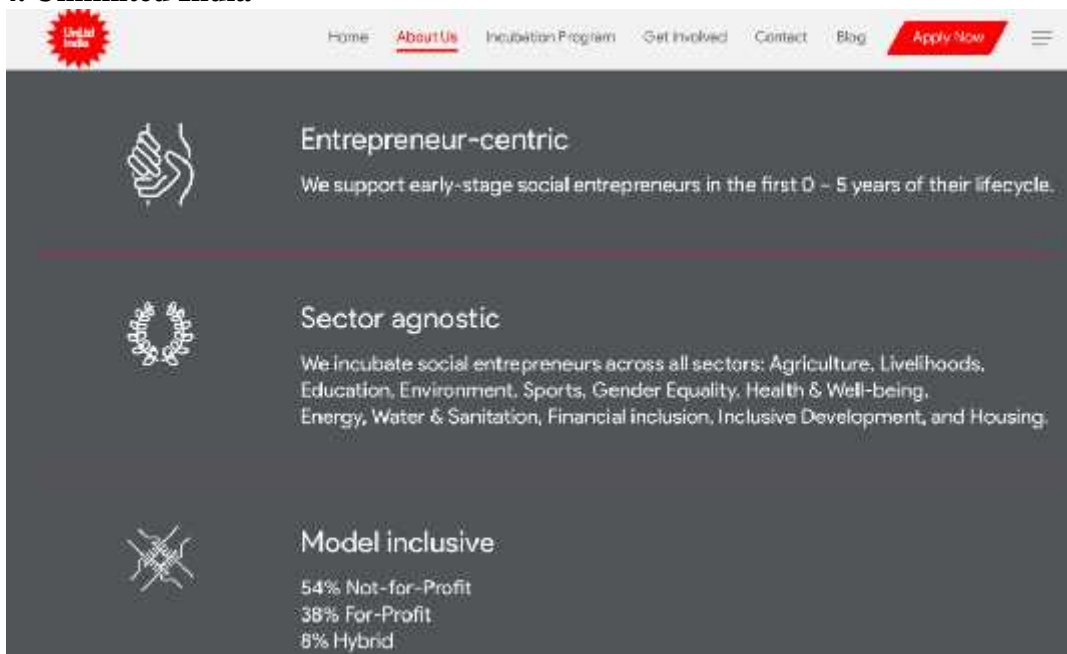 UnLtd
India
Home About Us Incubation Program Get Involved Contact Blog Apply Now
Entrepreneur-centric
We support early-stage social entrepreneurs in the first 0 – 5 years of their lifecycle.
Sector agnostic
We incubate social entrepreneurs across all sectors: Agriculture, Livelihoods,
Education, Environment, Sports, Gender Equality, Health & Well-being,
Energy, Water & Sanitation, Financial inclusion, Inclusive Development, and Housing.
Model inclusive
54% Not-for-Profit
38% For-Profit
8% Hybrid